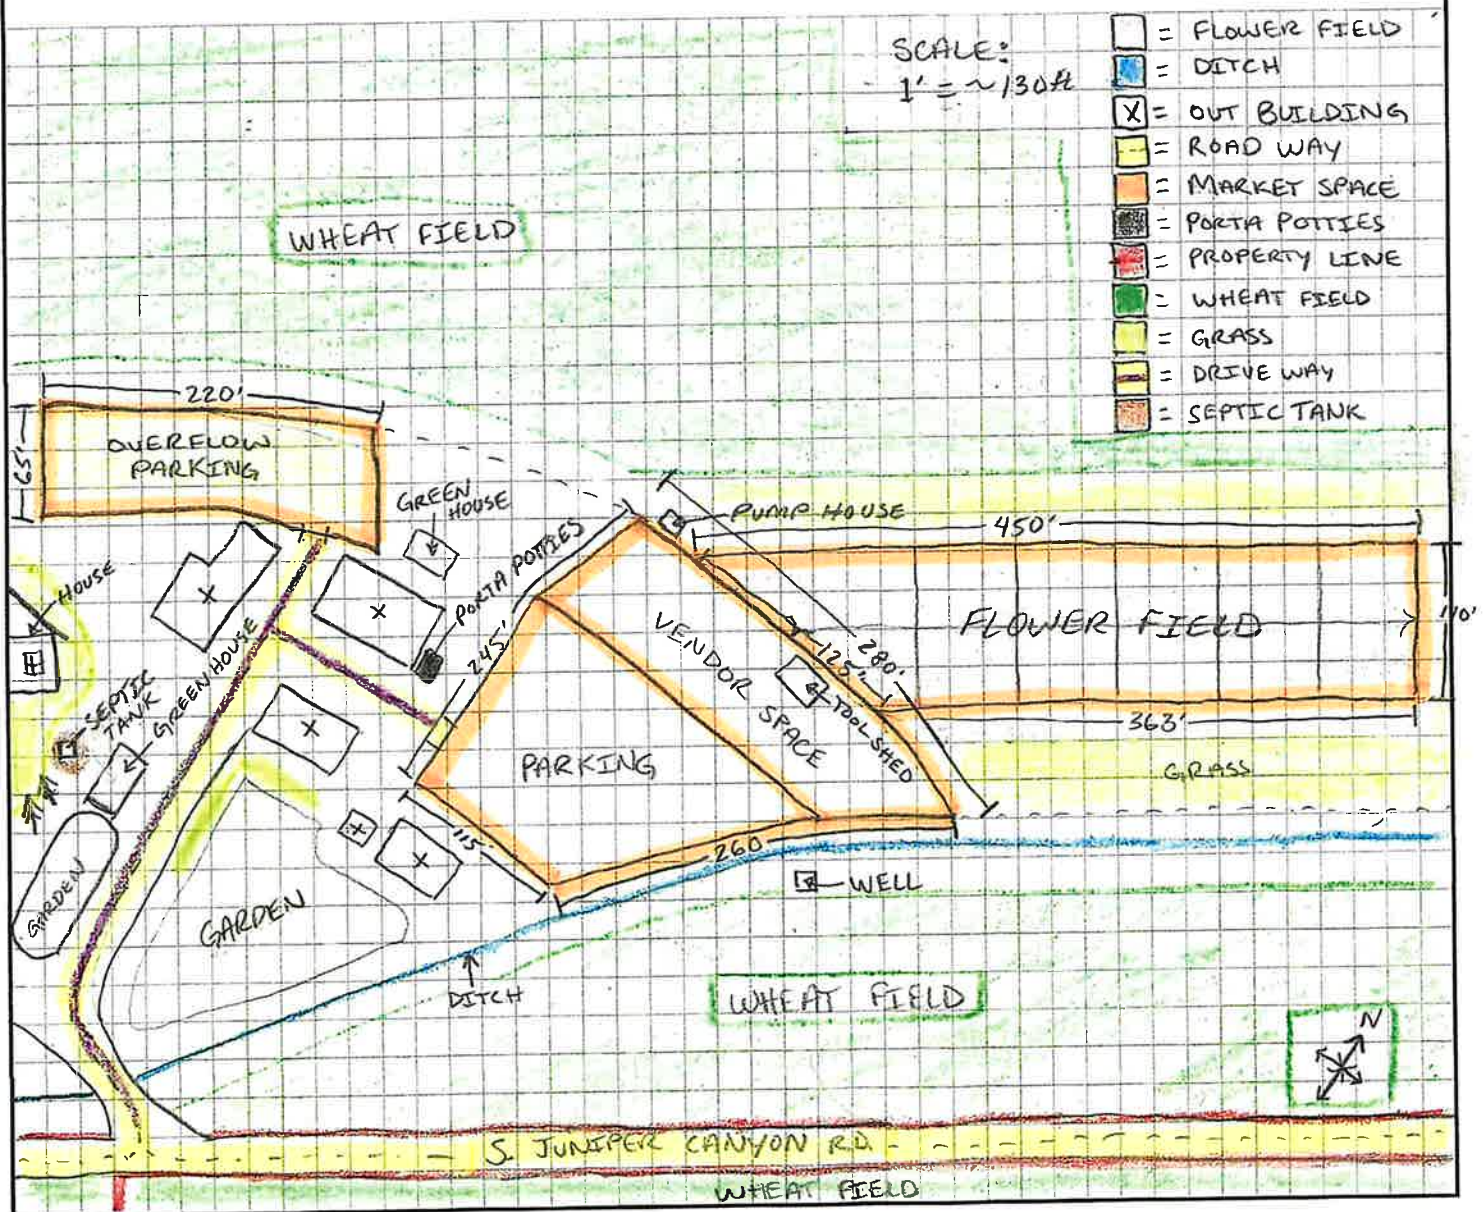 SCALE:
1' = ~130ft
= FLOWER FIELD
= DITCH
X = OUT BUILDING
= ROAD WAY
= MARKET SPACE
= PORTA POTTIES
= PROPERTY LINE
= WHEAT FIELD
= GRASS
= DRIVE WAY
= SEPTIC TANK
WHEAT FIELD
220'
65'
OVERFLOW
PARKING
GREEN
HOUSE
PORTA POTTIES
PUMP HOUSE
450'
HOUSE
X
X
FLOWER FIELD
110'
245'
VENDOR SPACE
125'
280'
TOOL SHED
363'
SEPTIC
TANK
GREEN HOUSE
X
PARKING
GRASS
115'
260'
X
WELL
GARDEN
GARDEN
DITCH
WHEAT FIELD
N
S. JUNIPER CANYON RD.
WHEAT FIELD